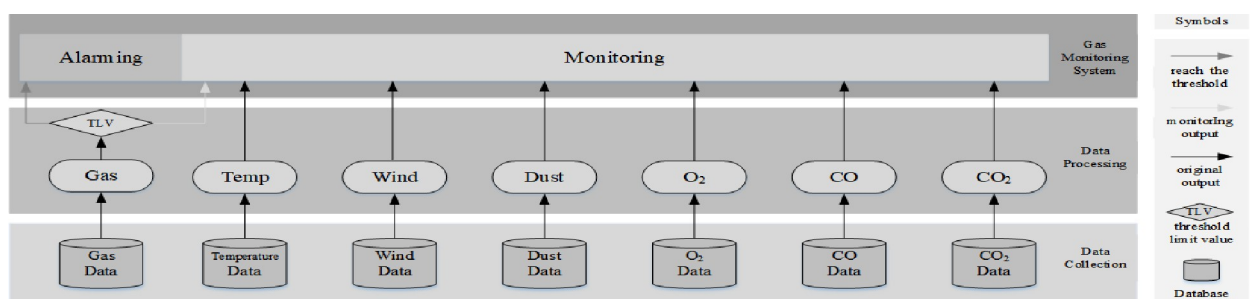 Alarming
Monitoring
Gas
Monitoring
System
TLV
Gas
Temp
Wind
Dust
O₂
CO
CO₂
Data
Processing
Gas
Data
Temperature
Data
Wind
Data
Dust
Data
O₂
Data
CO
Data
CO₂
Data
Data
Collection
Symbols
reach the
threshold
monitorIng
output
original
output
TLV
threshold
limit value
Database